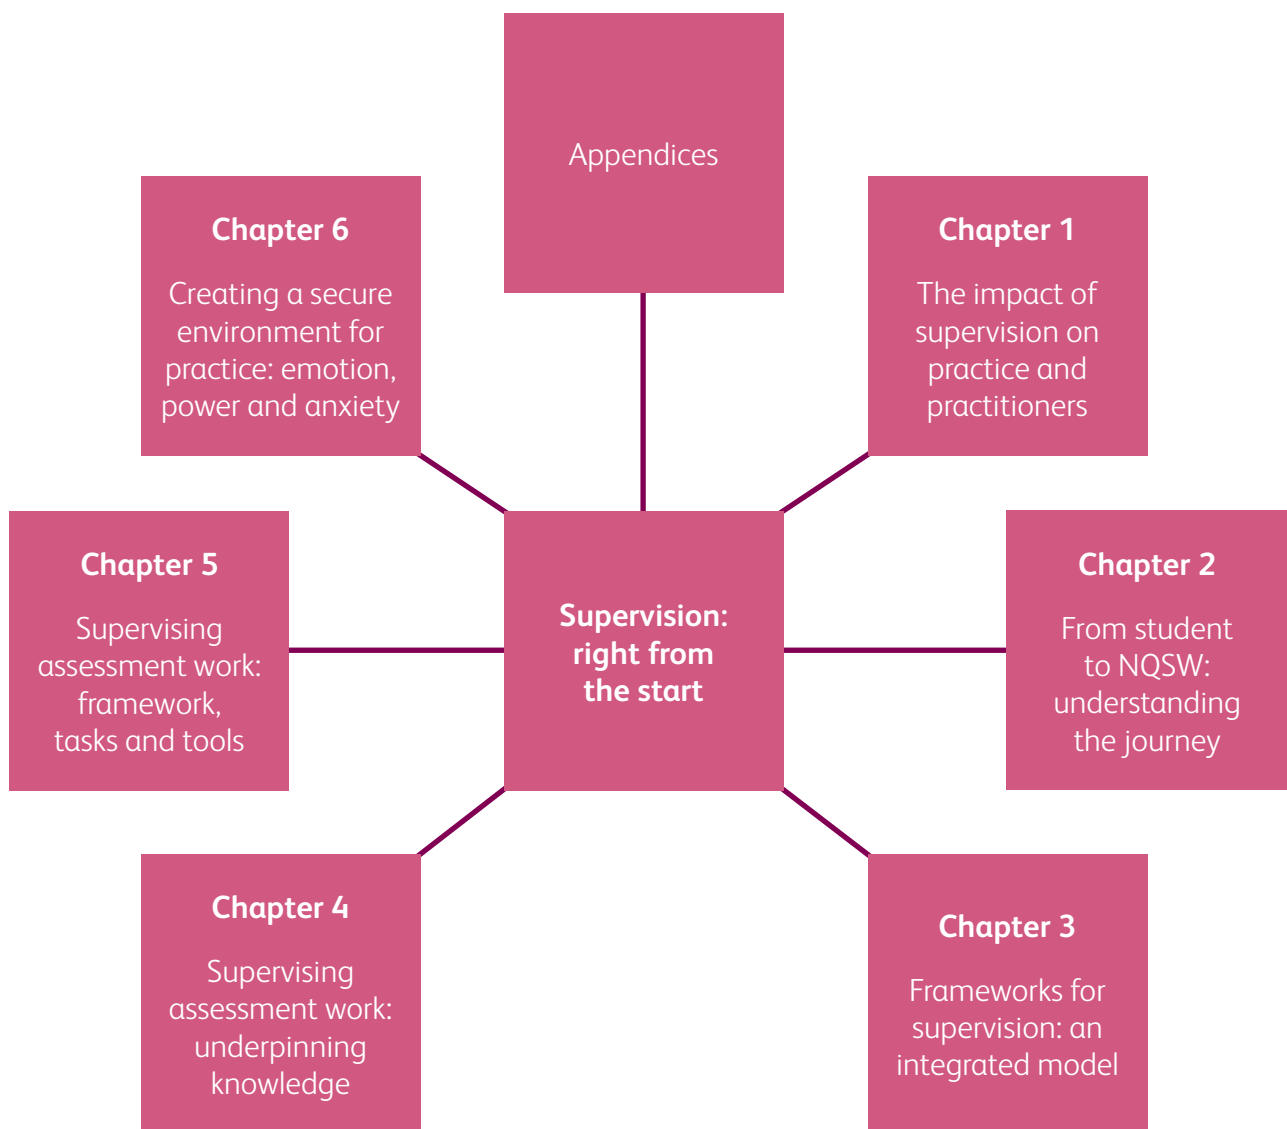 Appendices
Chapter 6
Creating a secure
environment for
practice: emotion,
power and anxiety
Chapter 1
The impact of
supervision on
practice and
practitioners
Chapter 5
Supervising
assessment work:
framework,
tasks and tools
Supervision:
right from
the start
Chapter 2
From student
to NQSW:
understanding
the journey
Chapter 4
Supervising
assessment work:
underpinning
knowledge
Chapter 3
Frameworks for
supervision: an
integrated model